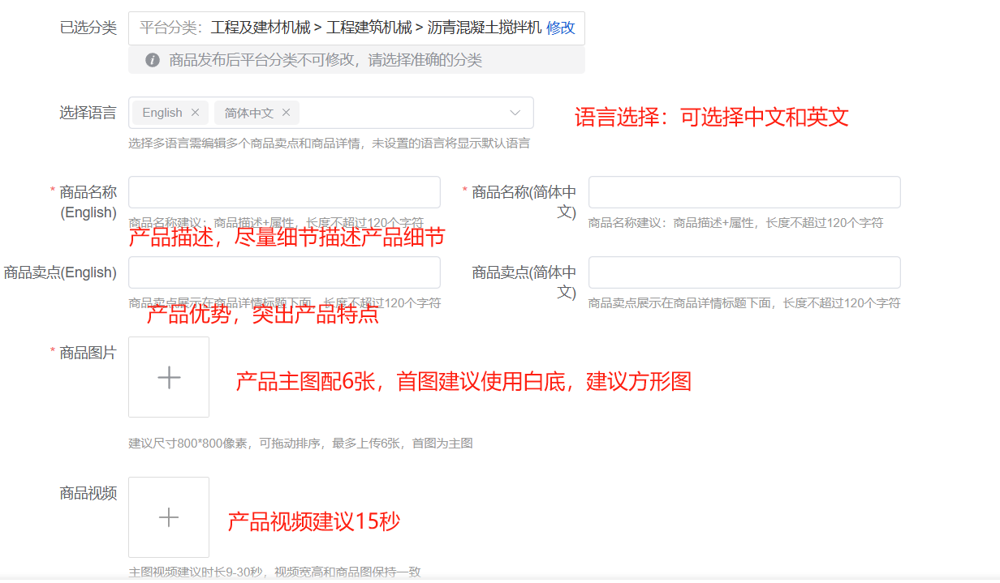 已选分类 平台分类：工程及建材机械 > 工程建筑机械 > 沥青混凝土搅拌机 修改
商品发布后平台分类不可修改，请选择准确的分类
选择语言 English × 简体中文 ×
语言选择：可选择中文和英文
选择多语言需编辑多个商品卖点和商品详情，未设置的语言将显示默认语言
* 商品名称
(English)
* 商品名称(简体中
文)
商品名称建议：商品描述+属性，长度不超过120个字符
商品名称建议：商品描述+属性，长度不超过120个字符
产品描述，尽量细节描述产品细节
商品卖点(English)
商品卖点(简体中
文)
商品卖点展示在商品详情标题下面，长度不超过120个字符
商品卖点展示在商品详情标题下面，长度不超过120个字符
产品优势，突出产品特点
* 商品图片
产品主图配6张，首图建议使用白底，建议方形图
建议尺寸800*800像素，可拖动排序，最多上传6张，首图为主图
商品视频
产品视频建议15秒
主图视频建议时长9-30秒，视频宽高和商品图保持一致